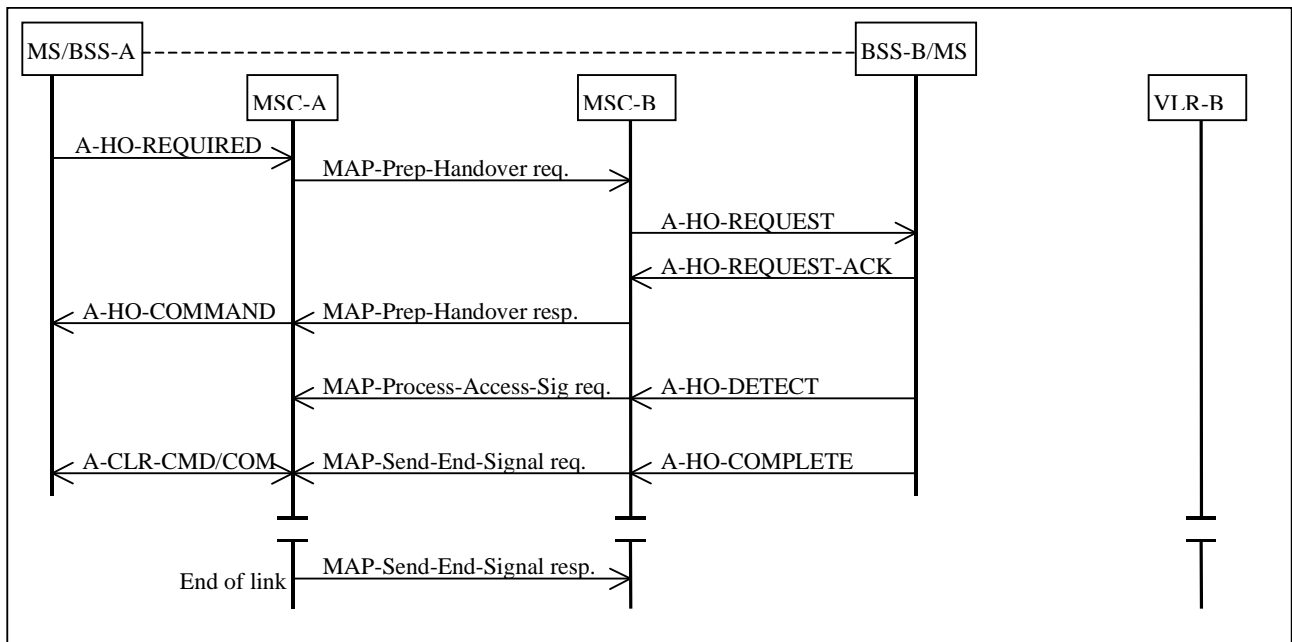 MS/BSS-A
BSS-B/MS
MSC-A
MSC-B
VLR-B
A-HO-REQUIRED
MAP-Prep-Handover req.
A-HO-REQUEST
A-HO-REQUEST-ACK
A-HO-COMMAND
MAP-Prep-Handover resp.
MAP-Process-Access-Sig req.
A-HO-DETECT
A-CLR-CMD/COM
MAP-Send-End-Signal req.
A-HO-COMPLETE
MAP-Send-End-Signal resp.
End of link